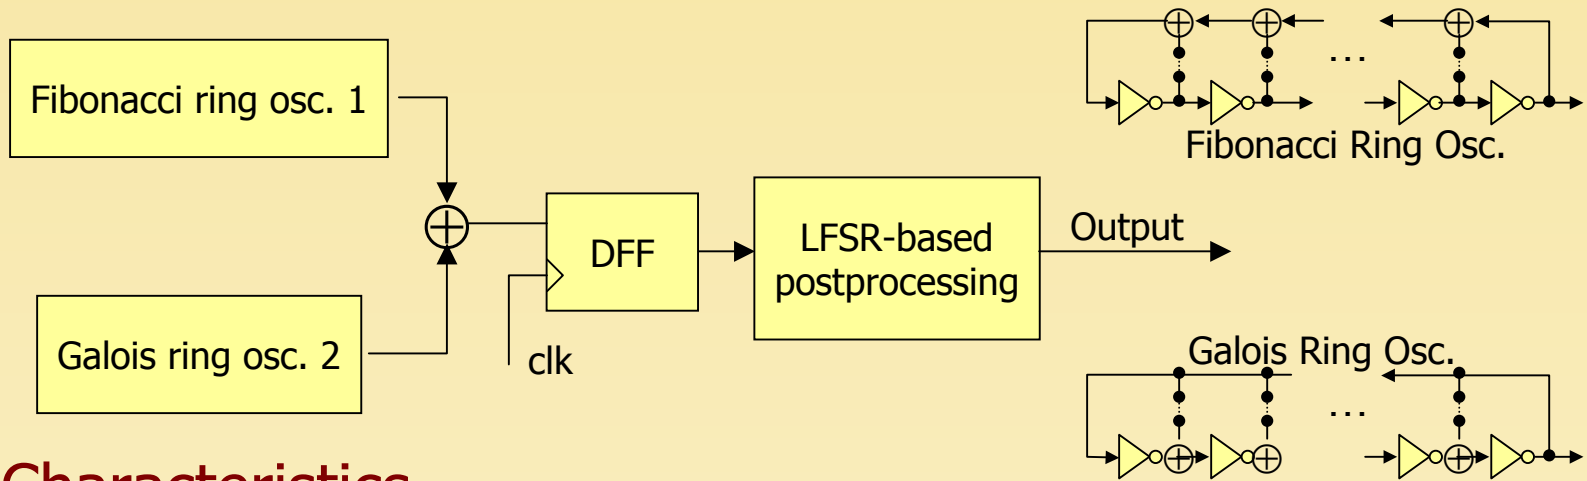 Fibonacci ring osc. 1
Galois ring osc. 2
clk
DFF
LFSR-based
postprocessing
Output
...
Fibonacci Ring Osc.
Galois Ring Osc.
...
Characteristics